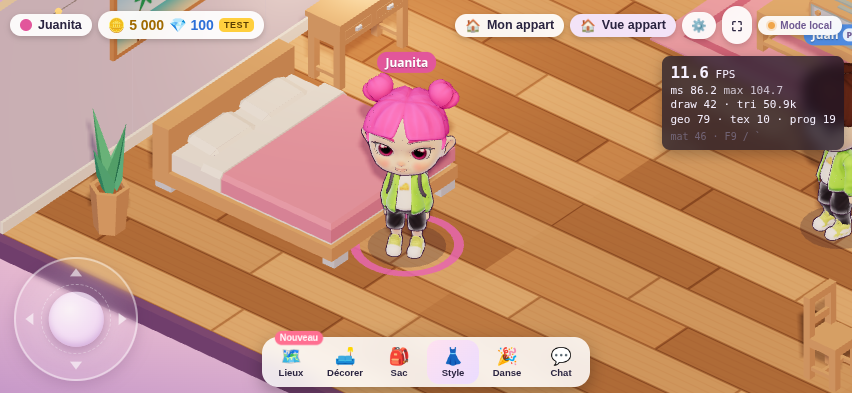 Juanita
5 000
100
TEST
Mon appart
Vue appart
Mode local
Juan
Juanita
11.6 FPS
ms 86.2 max 104.7
draw 42 · tri 50.9k
geo 79 · tex 10 · prog 19
mat 46 · F9 / `
Nouveau
Lieux
Décorer
Sac
Style
Danse
Chat